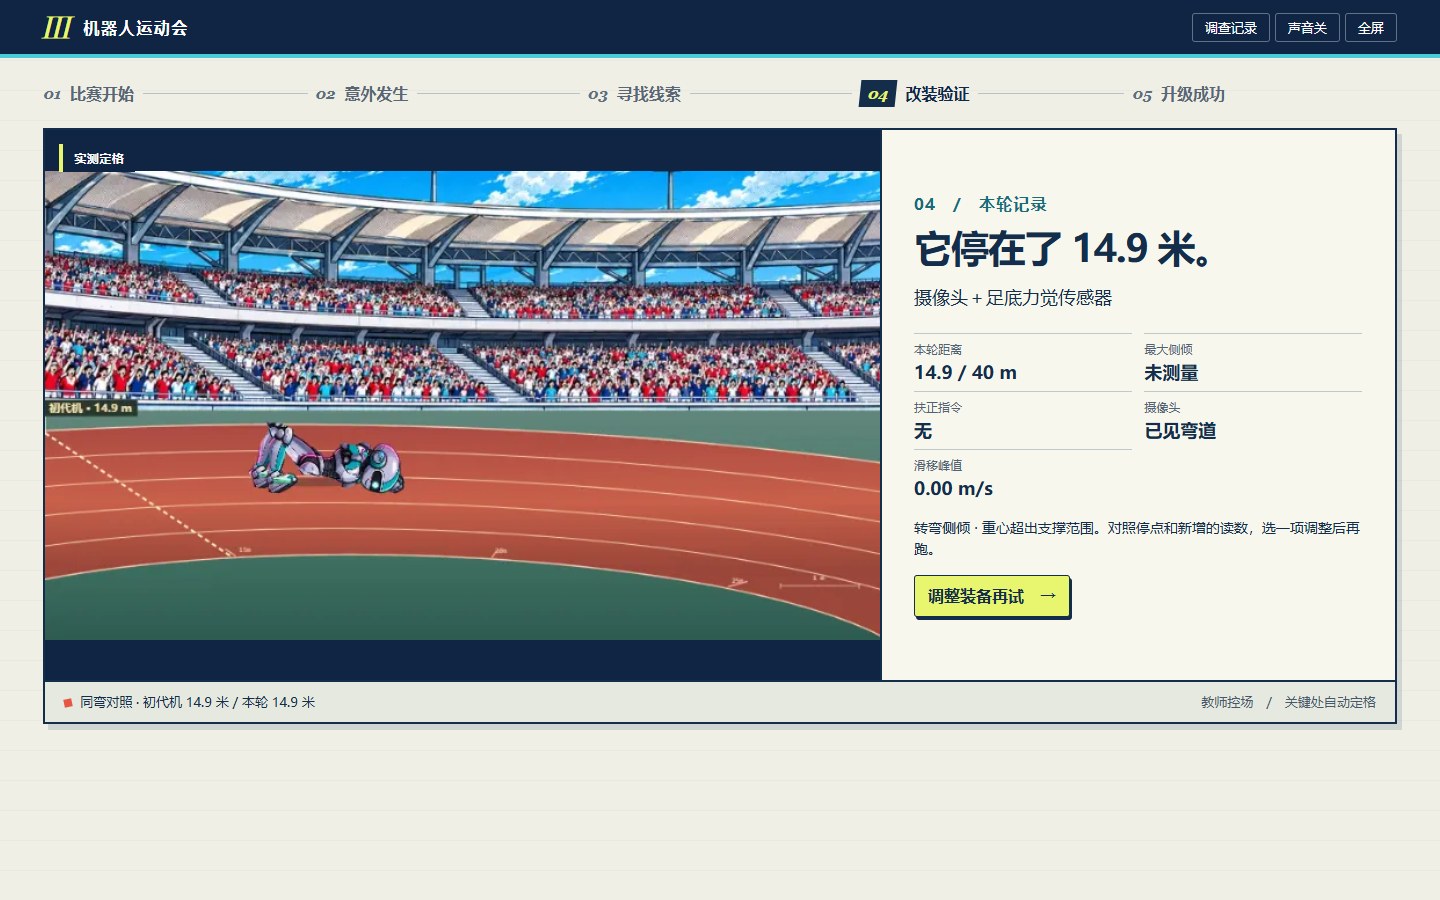 III 机器人运动会
调查记录 声音关 全屏
01 比赛开始 02 意外发生 03 寻找线索 04 改装验证 05 升级成功
实测定格
初代机 · 14.9 m
15m
25m
04 / 本轮记录
它停在了 14.9 米。
摄像头 + 足底力觉传感器
本轮距离 最大侧倾
14.9 / 40 m 未测量
扶正指令 摄像头
无 已见弯道
滑移峰值
0.00 m/s
转弯侧倾 · 重心超出支撑范围。对照停点和新增的读数，选一项调整后再
跑。
调整装备再试 →
同弯对照 · 初代机 14.9 米 / 本轮 14.9 米
教师控场 / 关键处自动定格